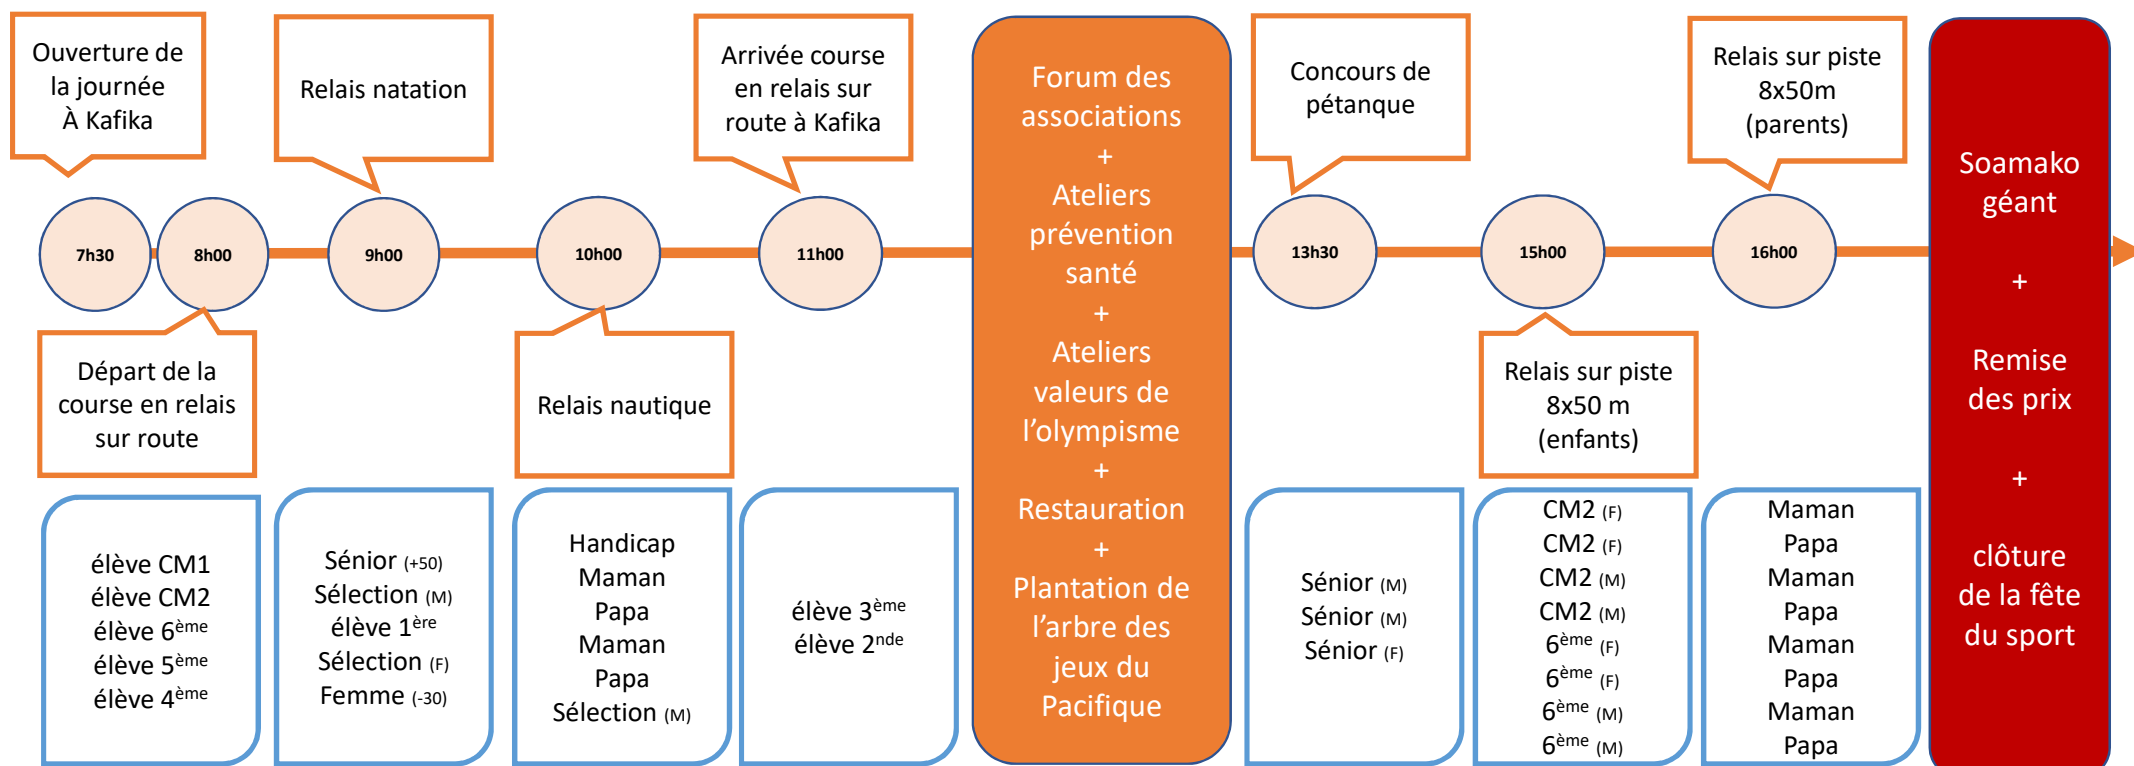 Ouverture de
la journée
À Kafika
Relais natation
Arrivée course
en relais sur
route à Kafika
Concours de
pétanque
Relais sur piste
8x50m
(parents)
7h30
8h00
9h00
10h00
11h00
13h30
15h00
16h00
Départ de la
course en relais
sur route
Relais nautique
Relais sur piste
8x50 m
(enfants)
élève CM1
élève CM2
élève 6ème
élève 5ème
élève 4ème
Sénior (+50)
Sélection (M)
élève 1ère
Sélection (F)
Femme (-30)
Handicap
Maman
Papa
Maman
Papa
Sélection (M)
élève 3ème
élève 2nde
Forum des
associations
+
Ateliers
prévention
santé
+
Ateliers
valeurs de
l'olympisme
+
Restauration
+
Plantation de
l'arbre des
jeux du
Pacifique
Sénior (M)
Sénior (M)
Sénior (F)
CM2 (F)
CM2 (F)
CM2 (M)
CM2 (M)
6ème (F)
6ème (F)
6ème (M)
6ème (M)
Maman
Papa
Maman
Papa
Maman
Papa
Maman
Papa
Soamako
géant
+
Remise
des prix
+
clôture
de la fête
du sport